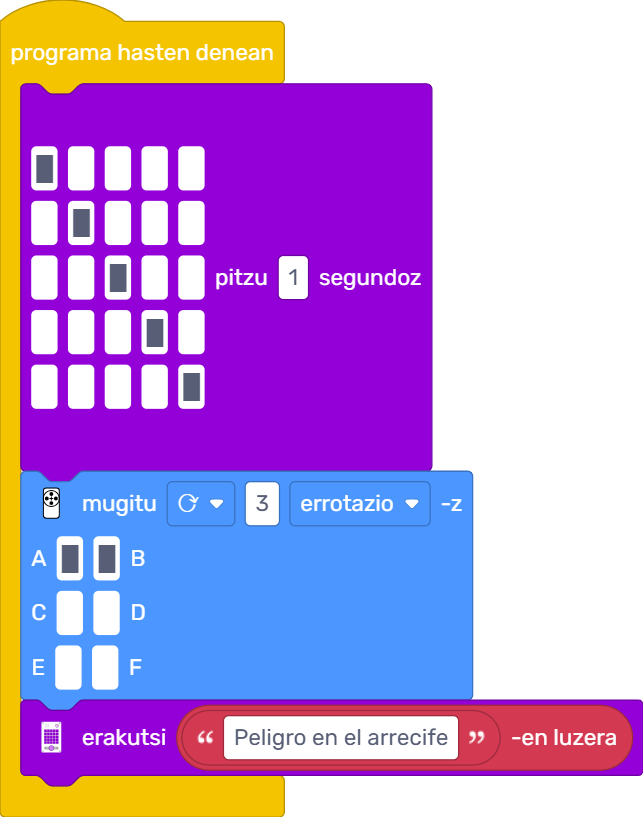 programa hasten denean
pitzu 1 segundoz
mugitu 3 errotazio -z
A B
C D
E F
erakutsi “ Peligro en el arrecife ” -en luzera